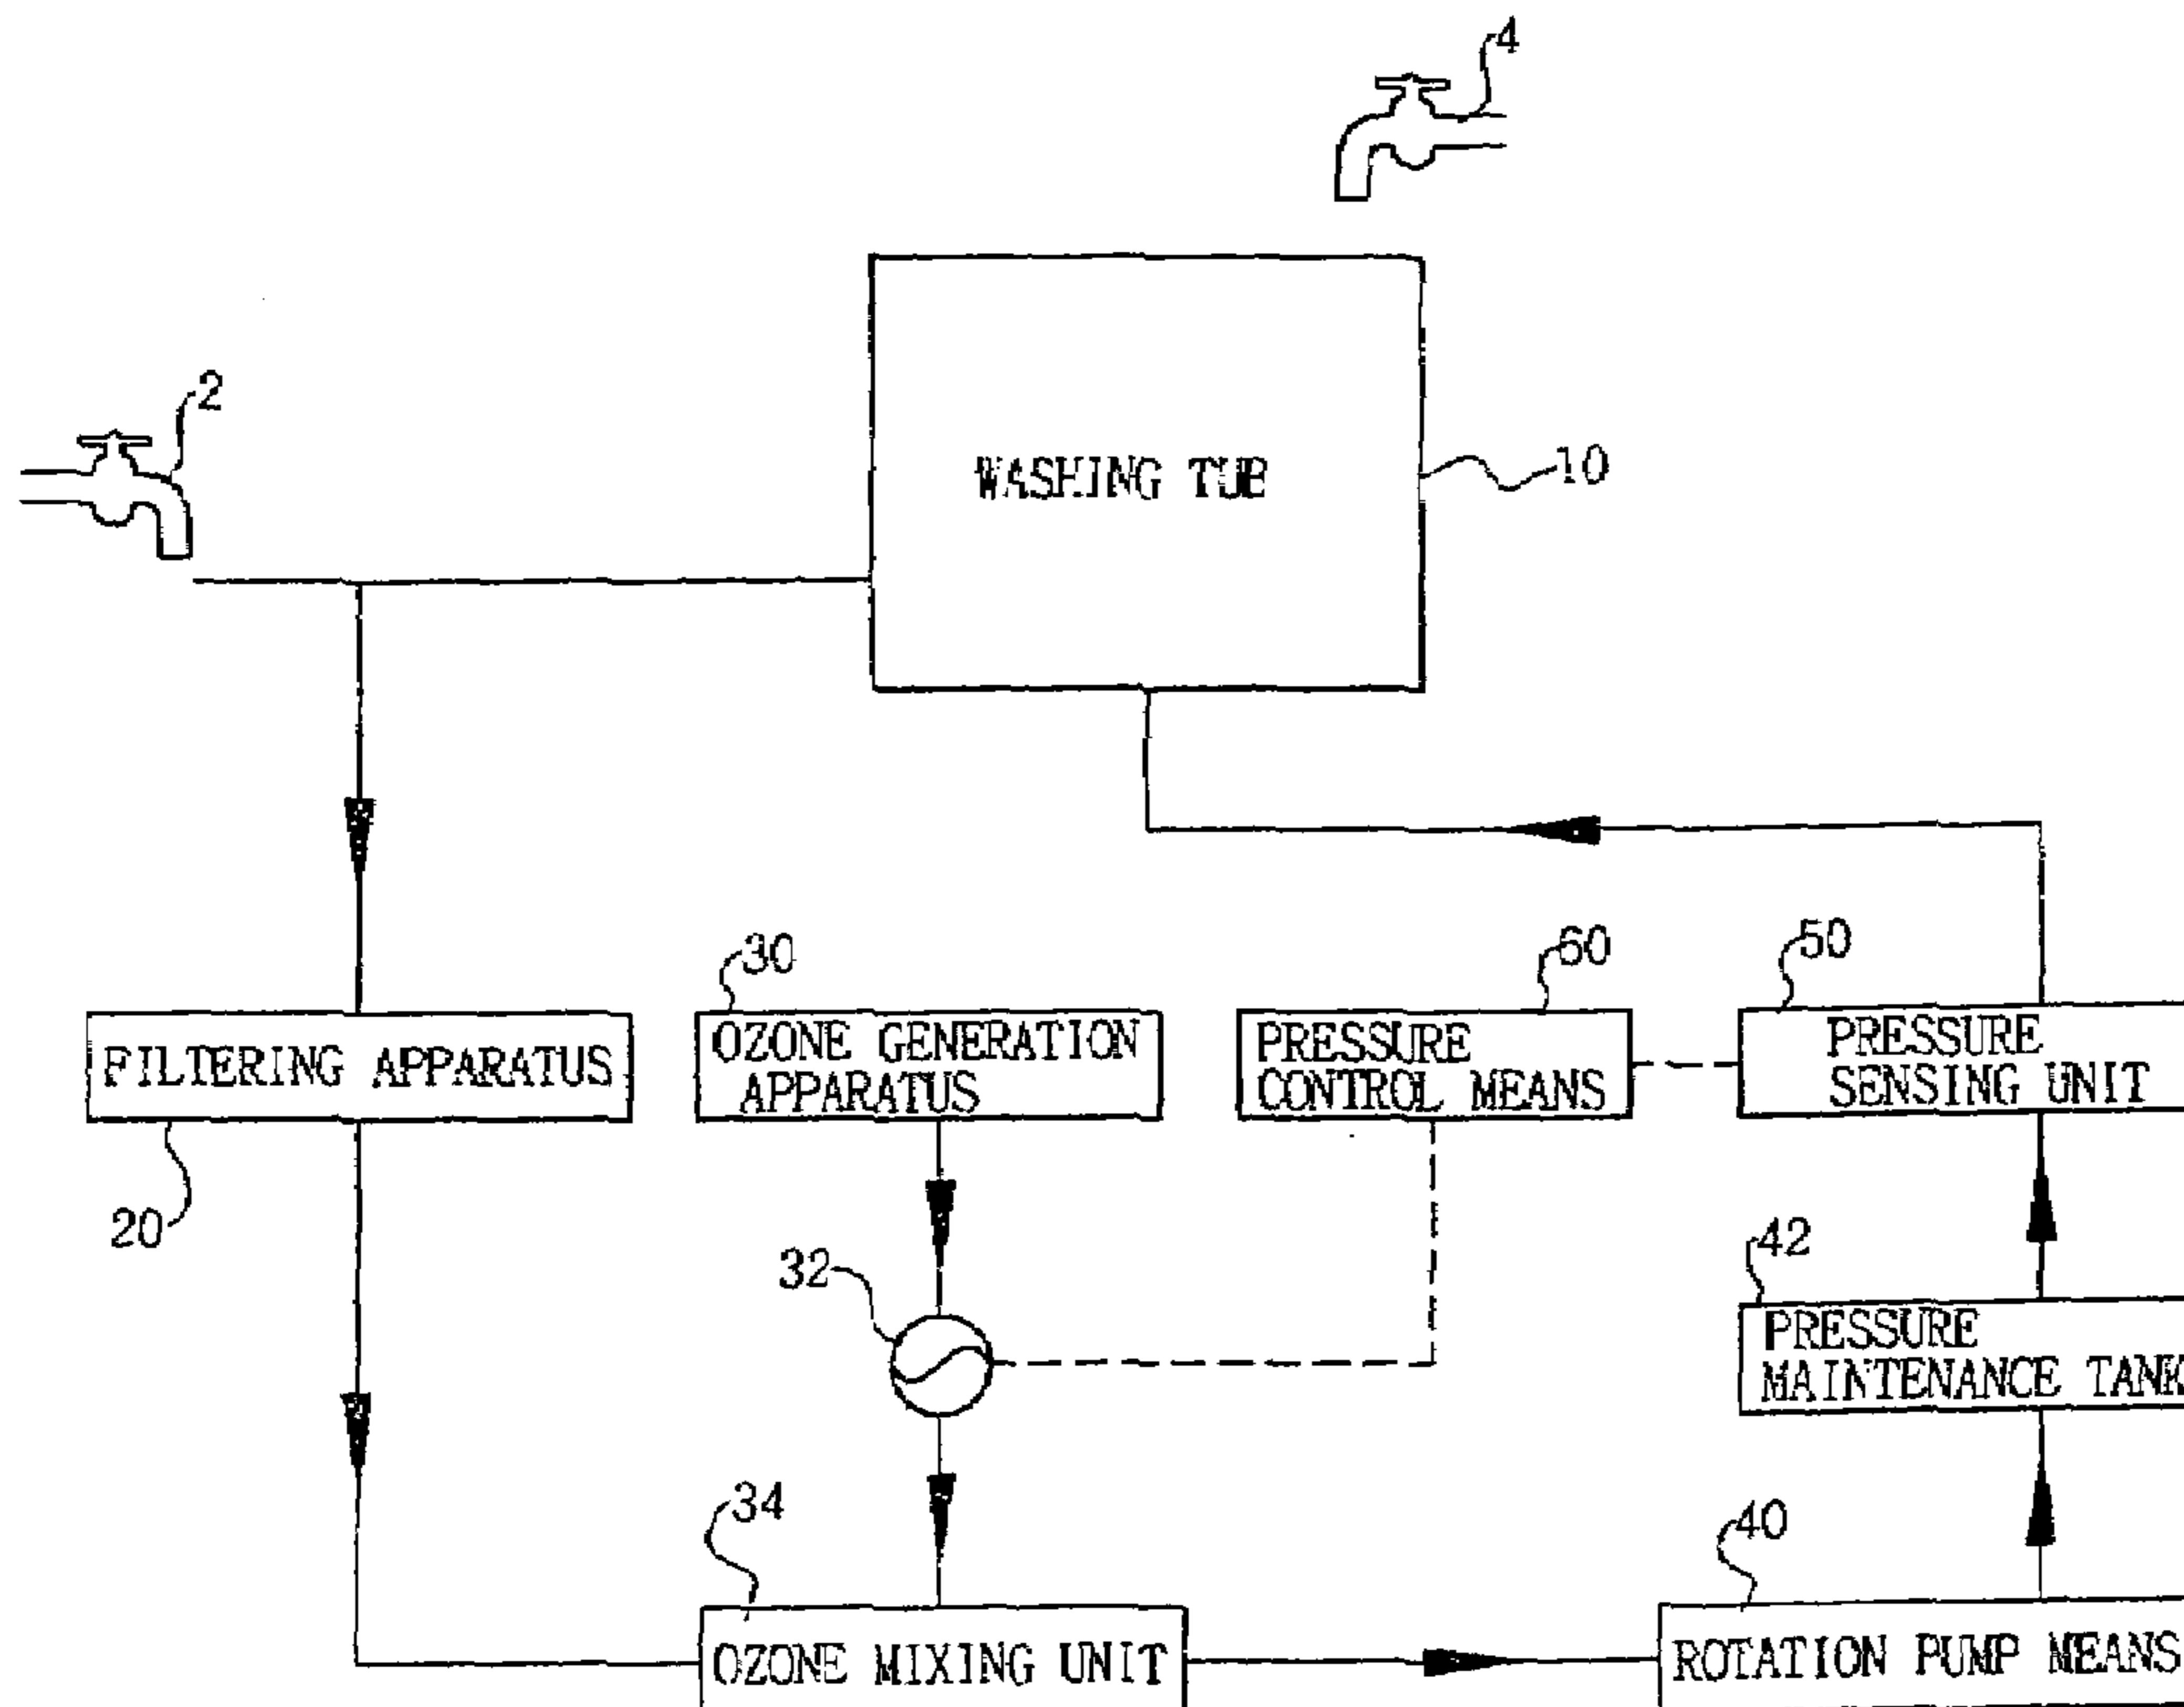 4
2
WASHING TUB
10
30
60
50
FILTERING APPARATUS
OZONE GENERATION
APPARATUS
PRESSURE
CONTROL MEANS
PRESSURE
SENSING UNIT
20
32
42
PRESSURE
MAINTENANCE TANK
34
40
OZONE MIXING UNIT
ROTATION PUMP MEANS